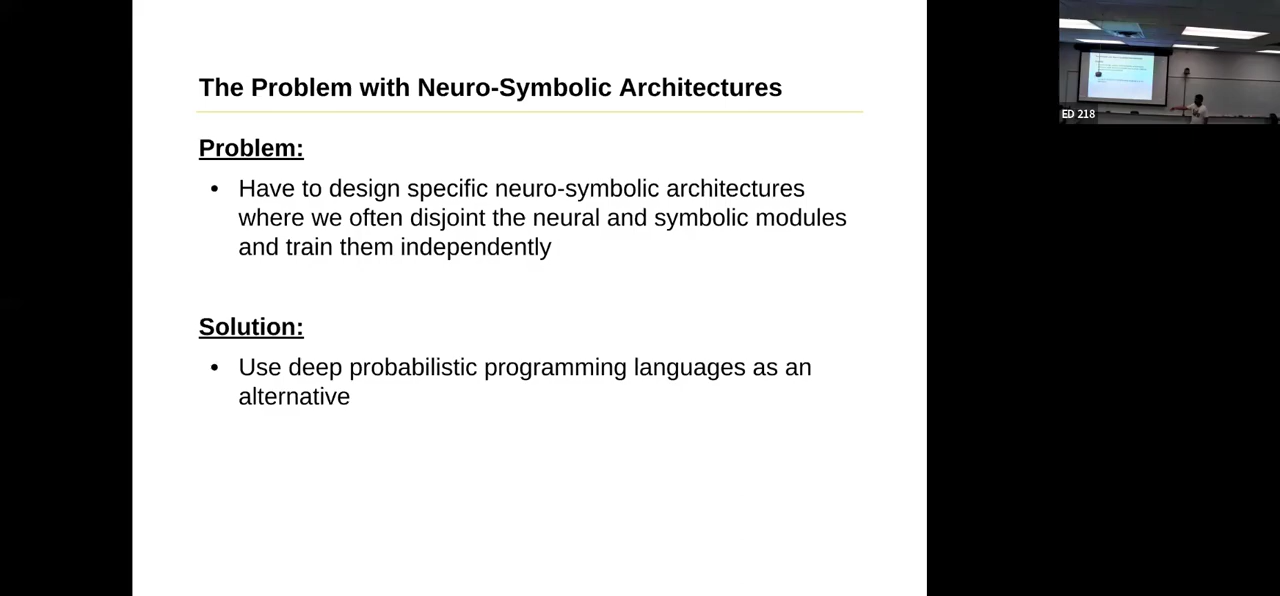 The Problem with Neuro-Symbolic Architectures
Problem:
• Have to design specific neuro-symbolic architectures
where we often disjoint the neural and symbolic modules
and train them independently
Solution:
• Use deep probabilistic programming languages as an
alternative
ED 218